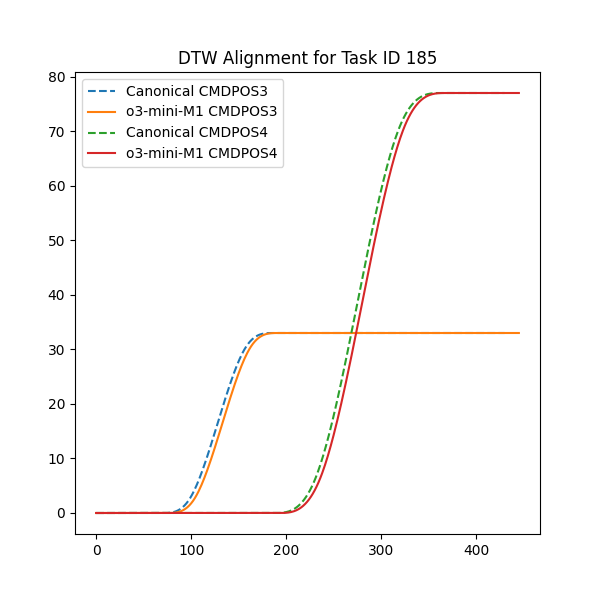 DTW Alignment for Task ID 185
Canonical CMDPOS3
o3-mini-M1 CMDPOS3
Canonical CMDPOS4
o3-mini-M1 CMDPOS4
80
70
60
50
40
30
20
10
0
0 100 200 300 400